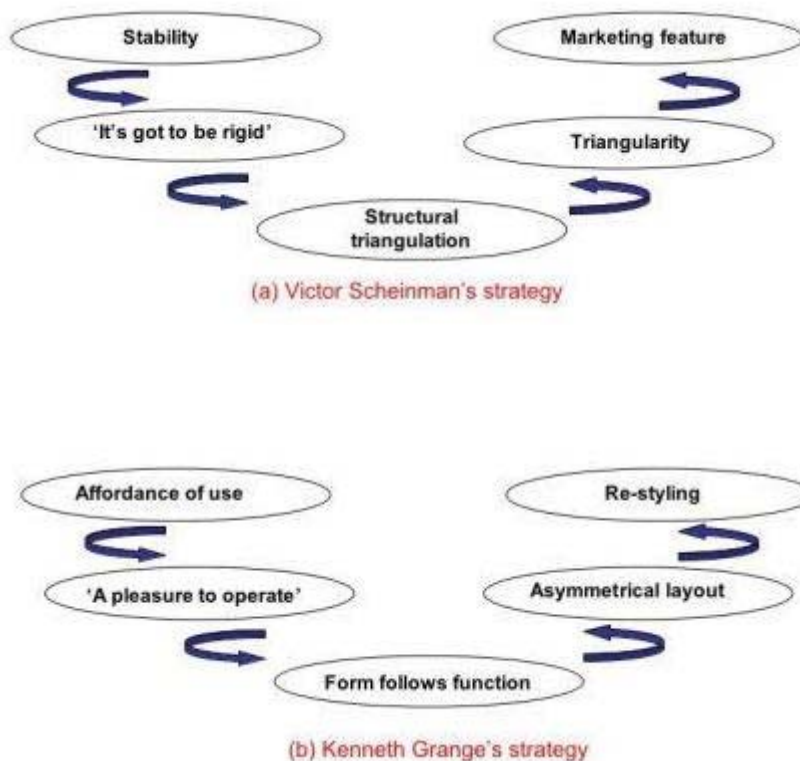 Stability
Marketing feature
‘It’s got to be rigid’
Triangularity
Structural
triangulation
(a) Victor Scheinman’s strategy
Affordance of use
Re-styling
‘A pleasure to operate’
Asymmetrical layout
Form follows function
(b) Kenneth Grange’s strategy